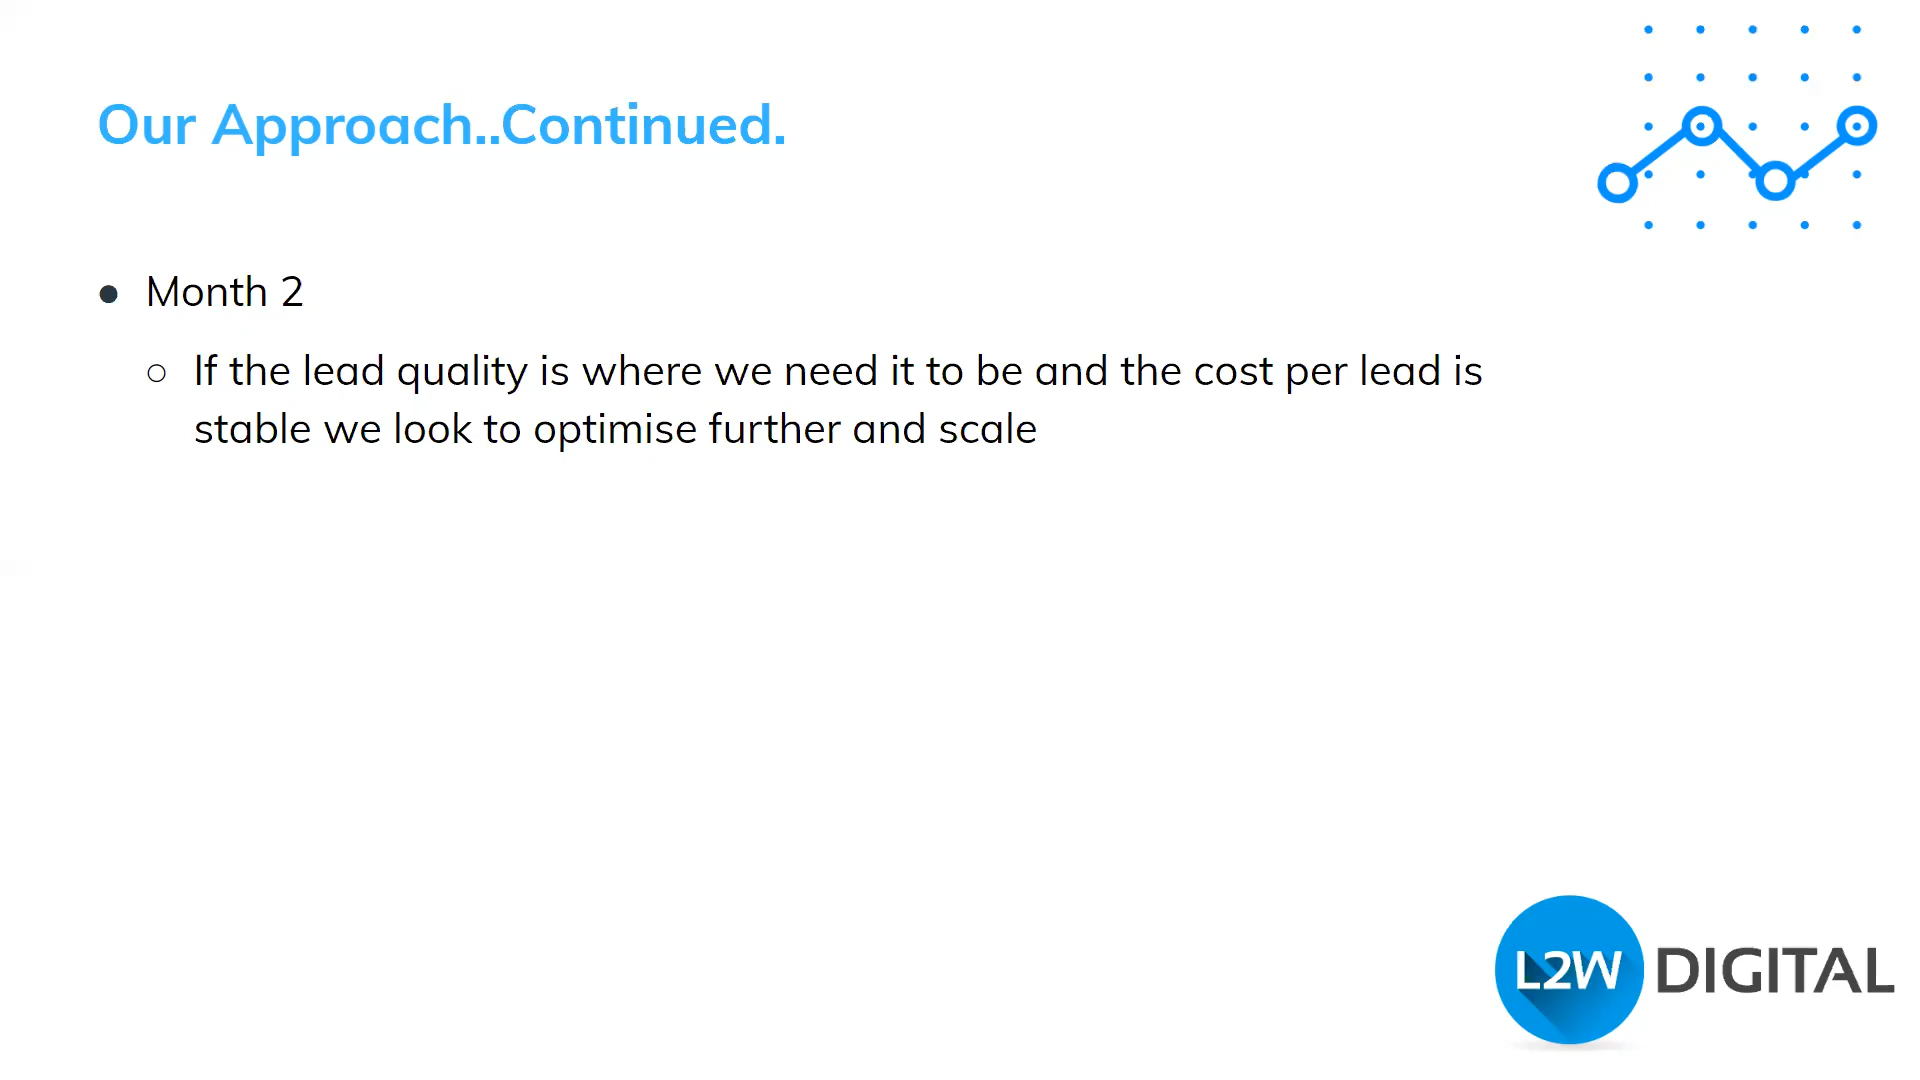 Our Approach..Continued.
● Month 2
○ If the lead quality is where we need it to be and the cost per lead is
stable we look to optimise further and scale
L2W DIGITAL